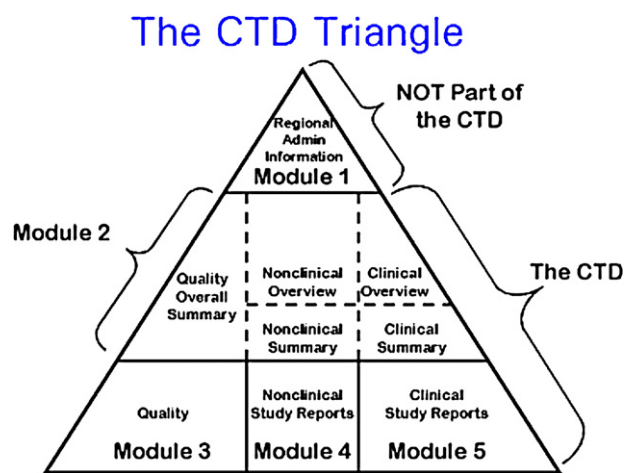 The CTD Triangle
NOT Part of
the CTD
Regional
Admin
Information
Module 1
Module 2
The CTD
Quality
Overall
Summary
Nonclinical
Overview
Clinical
Overview
Nonclinical
Summary
Clinical
Summary
Quality
Module 3
Nonclinical
Study Reports
Module 4
Clinical
Study Reports
Module 5